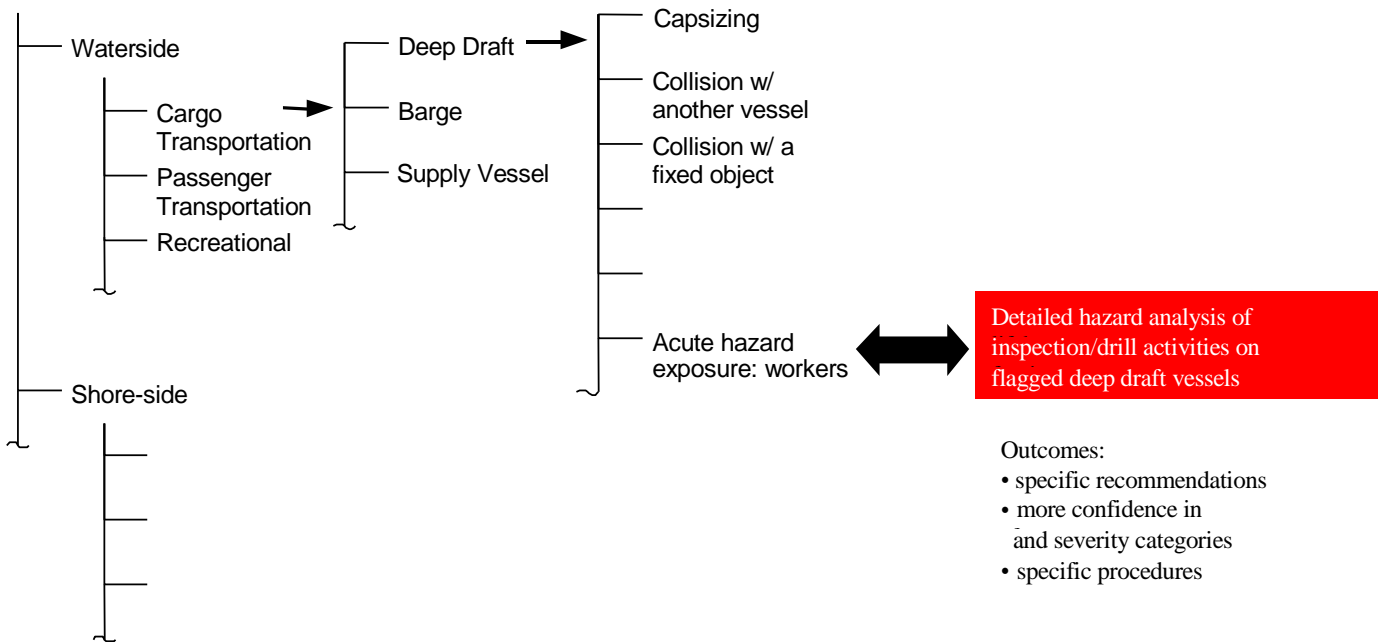 Waterside
Cargo
Transportation
Passenger
Transportation
Recreational
Deep Draft
Barge
Supply Vessel
Capsizing
Collision w/
another vessel
Collision w/ a
fixed object
Acute hazard
exposure: workers
Detailed hazard analysis of
inspection/drill activities on
flagged deep draft vessels
Shore-side
Outcomes:
• specific recommendations
• more confidence in
and severity categories
• specific procedures